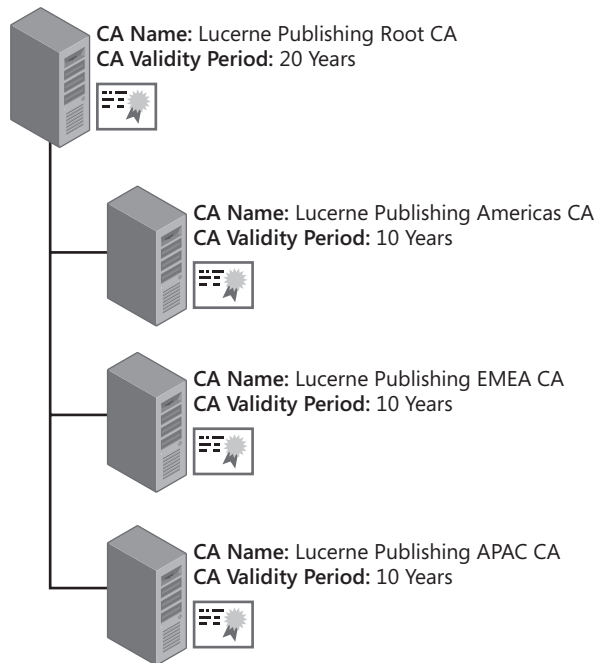 CA Name: Lucerne Publishing Root CA
CA Validity Period: 20 Years
CA Name: Lucerne Publishing Americas CA
CA Validity Period: 10 Years
CA Name: Lucerne Publishing EMEA CA
CA Validity Period: 10 Years
CA Name: Lucerne Publishing APAC CA
CA Validity Period: 10 Years